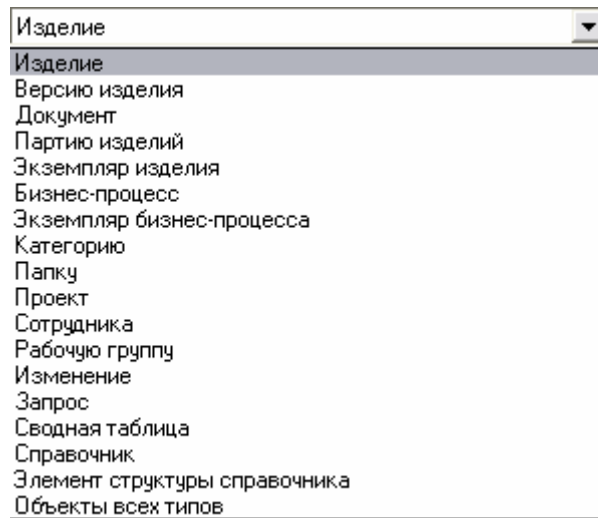 Изделие
Изделие
Версию изделия
Документ
Партию изделий
Экземпляр изделия
Бизнес-процесс
Экземпляр бизнес-процесса
Категорию
Папку
Проект
Сотрудника
Рабочую группу
Изменение
Запрос
Сводная таблица
Справочник
Элемент структуры справочника
Объекты всех типов